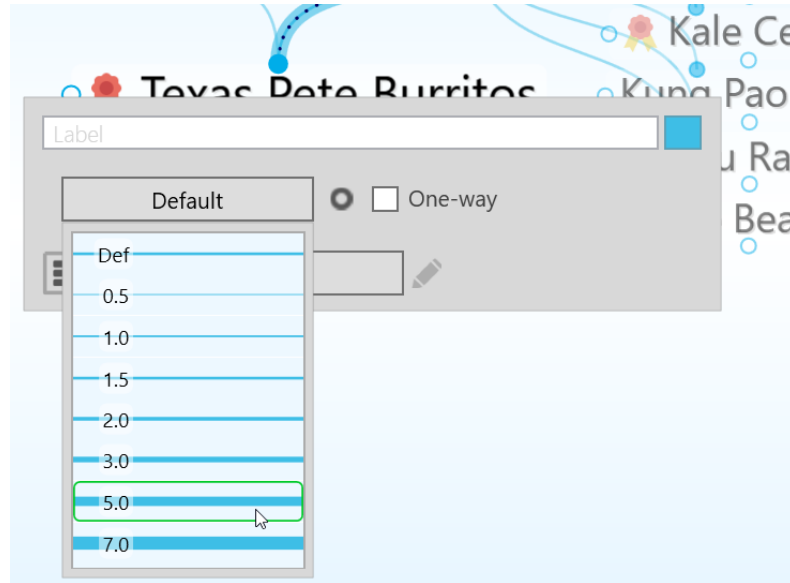 Kale Ce
Texas Pete Burritos
Kung Pao
Label
u Ra
Default
One-way
Bea
Def
0.5
1.0
1.5
2.0
3.0
5.0
7.0